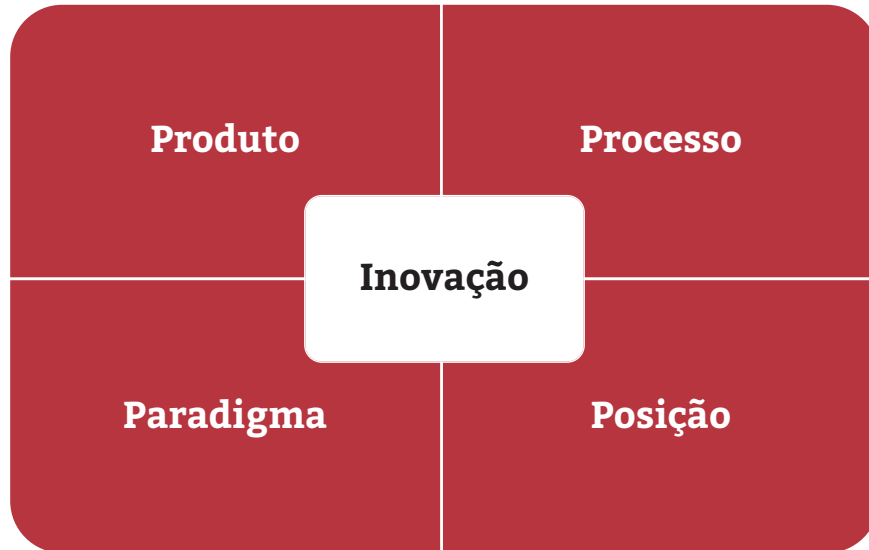 Produto
Processo
Inovação
Paradigma
Posição